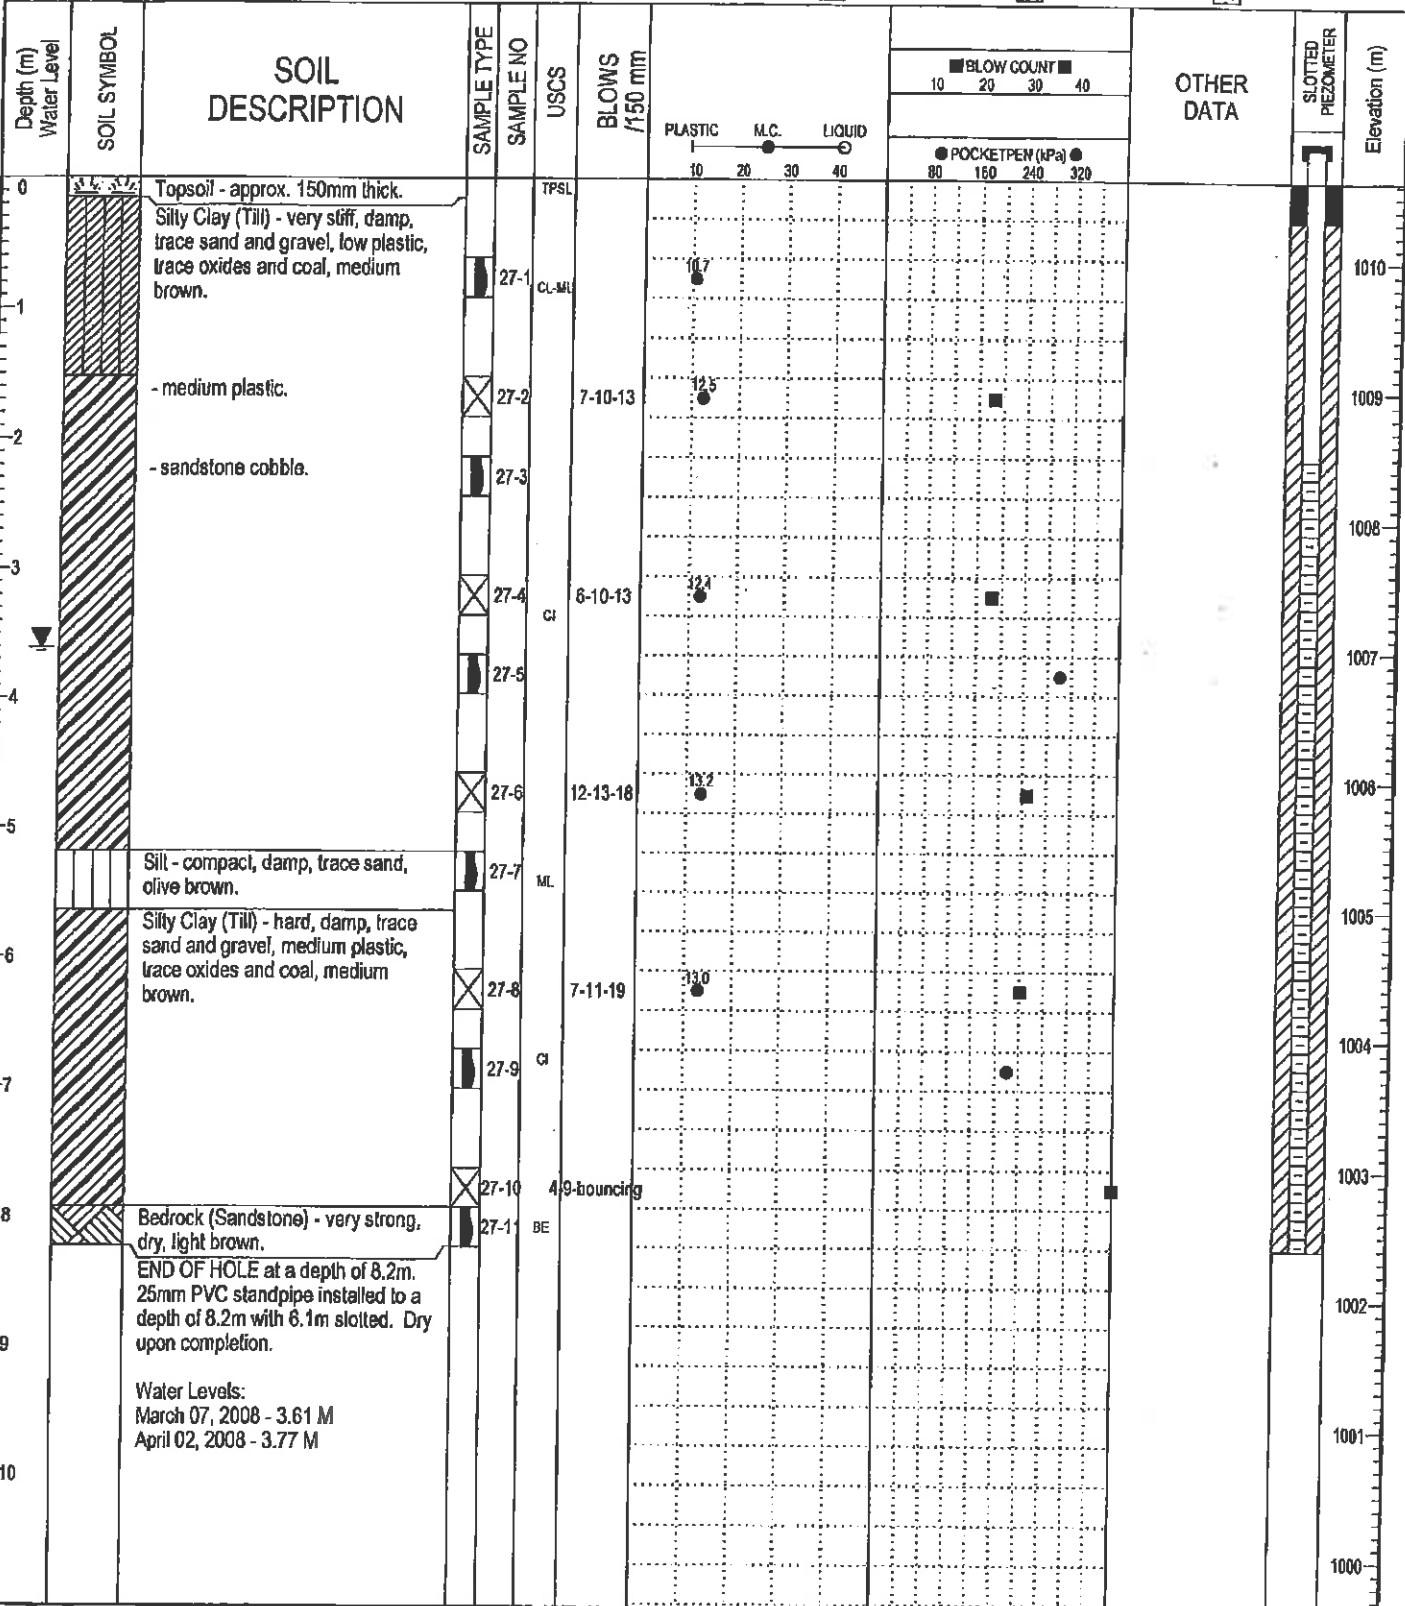 Depth (m)
Water Level
SOIL SYMBOL
SOIL
DESCRIPTION
SAMPLE TYPE
SAMPLE NO
USCS
BLOWS
/150 mm
PLASTIC M.C. LIQUID
10 20 30 40
■ BLOW COUNT ■
10 20 30 40
● POCKETPEN (kPa) ●
80 160 240 320
OTHER
DATA
SLOTTED
PIEZOMETER
Elevation (m)
0
Topsoil - approx. 150mm thick.
TPSL
Silty Clay (Till) - very stiff, damp,
trace sand and gravel, low plastic,
trace oxides and coal, medium
brown.
27-1
CL-ML
10.7
1010
1
- medium plastic.
27-2
7-10-13
12.5
1009
2
- sandstone cobble.
27-3
1008
3
27-4
CI
6-10-13
12.4
1007
27-5
4
27-6
12-13-18
13.2
1006
5
Silt - compact, damp, trace sand,
olive brown.
27-7
ML
Silty Clay (Till) - hard, damp, trace
sand and gravel, medium plastic,
trace oxides and coal, medium
brown.
1005
6
27-8
7-11-19
13.0
27-9
CI
1004
7
27-10
4-9-bouncing
1003
8
Bedrock (Sandstone) - very strong,
dry, light brown.
27-11
BE
END OF HOLE at a depth of 8.2m.
25mm PVC standpipe installed to a
depth of 8.2m with 6.1m slotted. Dry
upon completion.
1002
9
Water Levels:
March 07, 2008 - 3.61 M
April 02, 2008 - 3.77 M
1001
10
1000